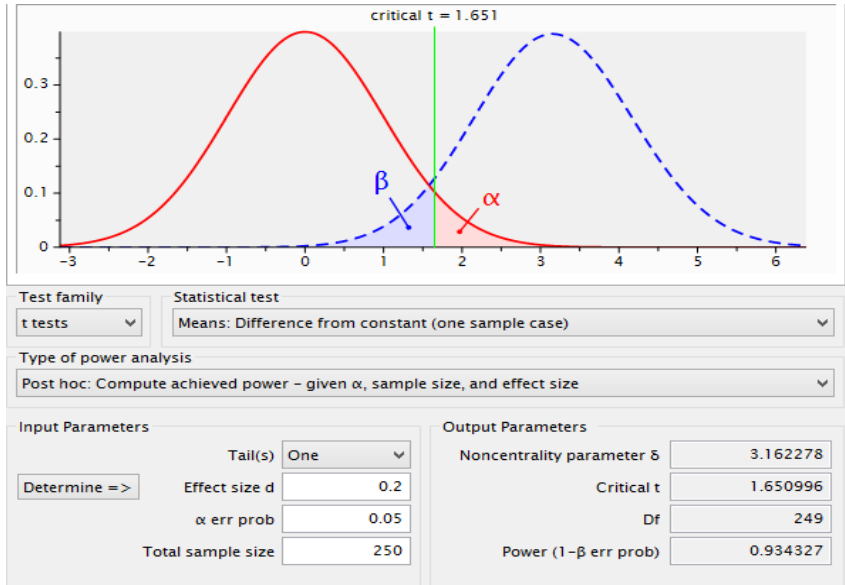 critical t = 1.651
0.3
0.2
β
α
0.1
0
-3 -2 -1 0 1 2 3 4 5 6
Test family
Statistical test
t tests
Means: Difference from constant (one sample case)
Type of power analysis
Post hoc: Compute achieved power – given α, sample size, and effect size
Input Parameters
Tail(s) One
Determine => Effect size d 0.2
α err prob 0.05
Total sample size 250
Output Parameters
Noncentrality parameter δ 3.162278
Critical t 1.650996
Df 249
Power (1-β err prob) 0.934327